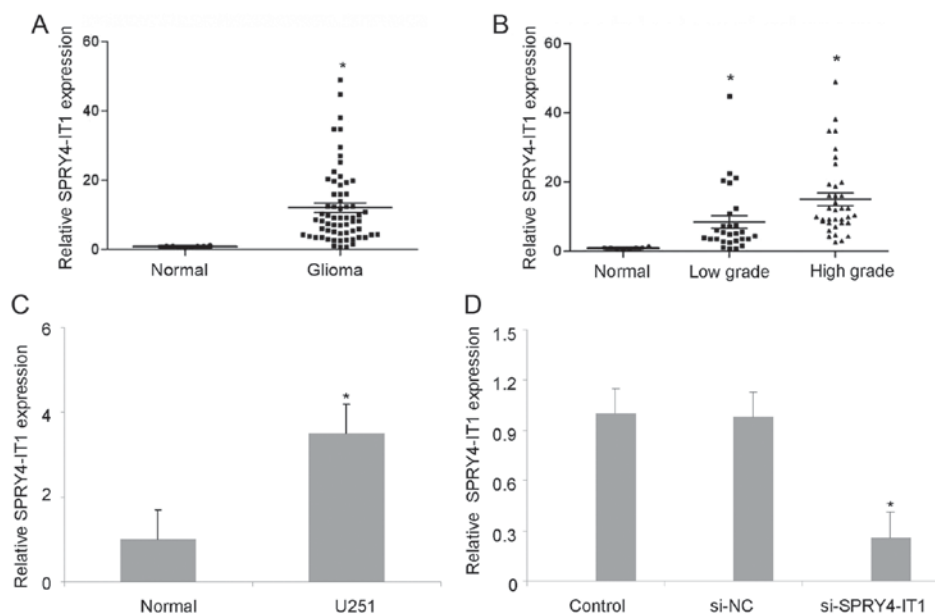 A
Relative SPRY4-IT1 expression
60
40
20
0
*
Normal
Glioma
B
Relative SPRY4-IT1 expression
60
40
20
0
*
*
Normal
Low grade
High grade
C
Relative SPRY4-IT1 expression
6
4
2
0
*
Normal
U251
D
Relative SPRY4-IT1 expression
1.5
1.2
0.9
0.6
0.3
0
*
Control
si-NC
si-SPRY4-IT1